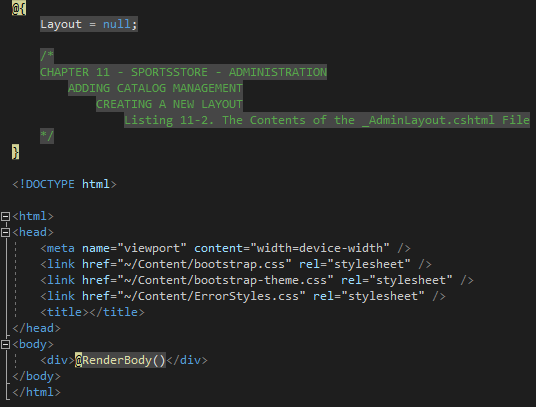 @{
    Layout = null;

    /*
    CHAPTER 11 - SPORTSSTORE - ADMINISTRATION
        ADDING CATALOG MANAGEMENT
            CREATING A NEW LAYOUT
                Listing 11-2. The Contents of the _AdminLayout.cshtml File
    */
}

<!DOCTYPE html>

<html>
<head>
    <meta name="viewport" content="width=device-width" />
    <link href="~/Content/bootstrap.css" rel="stylesheet" />
    <link href="~/Content/bootstrap-theme.css" rel="stylesheet" />
    <link href="~/Content/ErrorStyles.css" rel="stylesheet" />
    <title></title>
</head>
<body>
    <div>@RenderBody()</div>
</body>
</html>